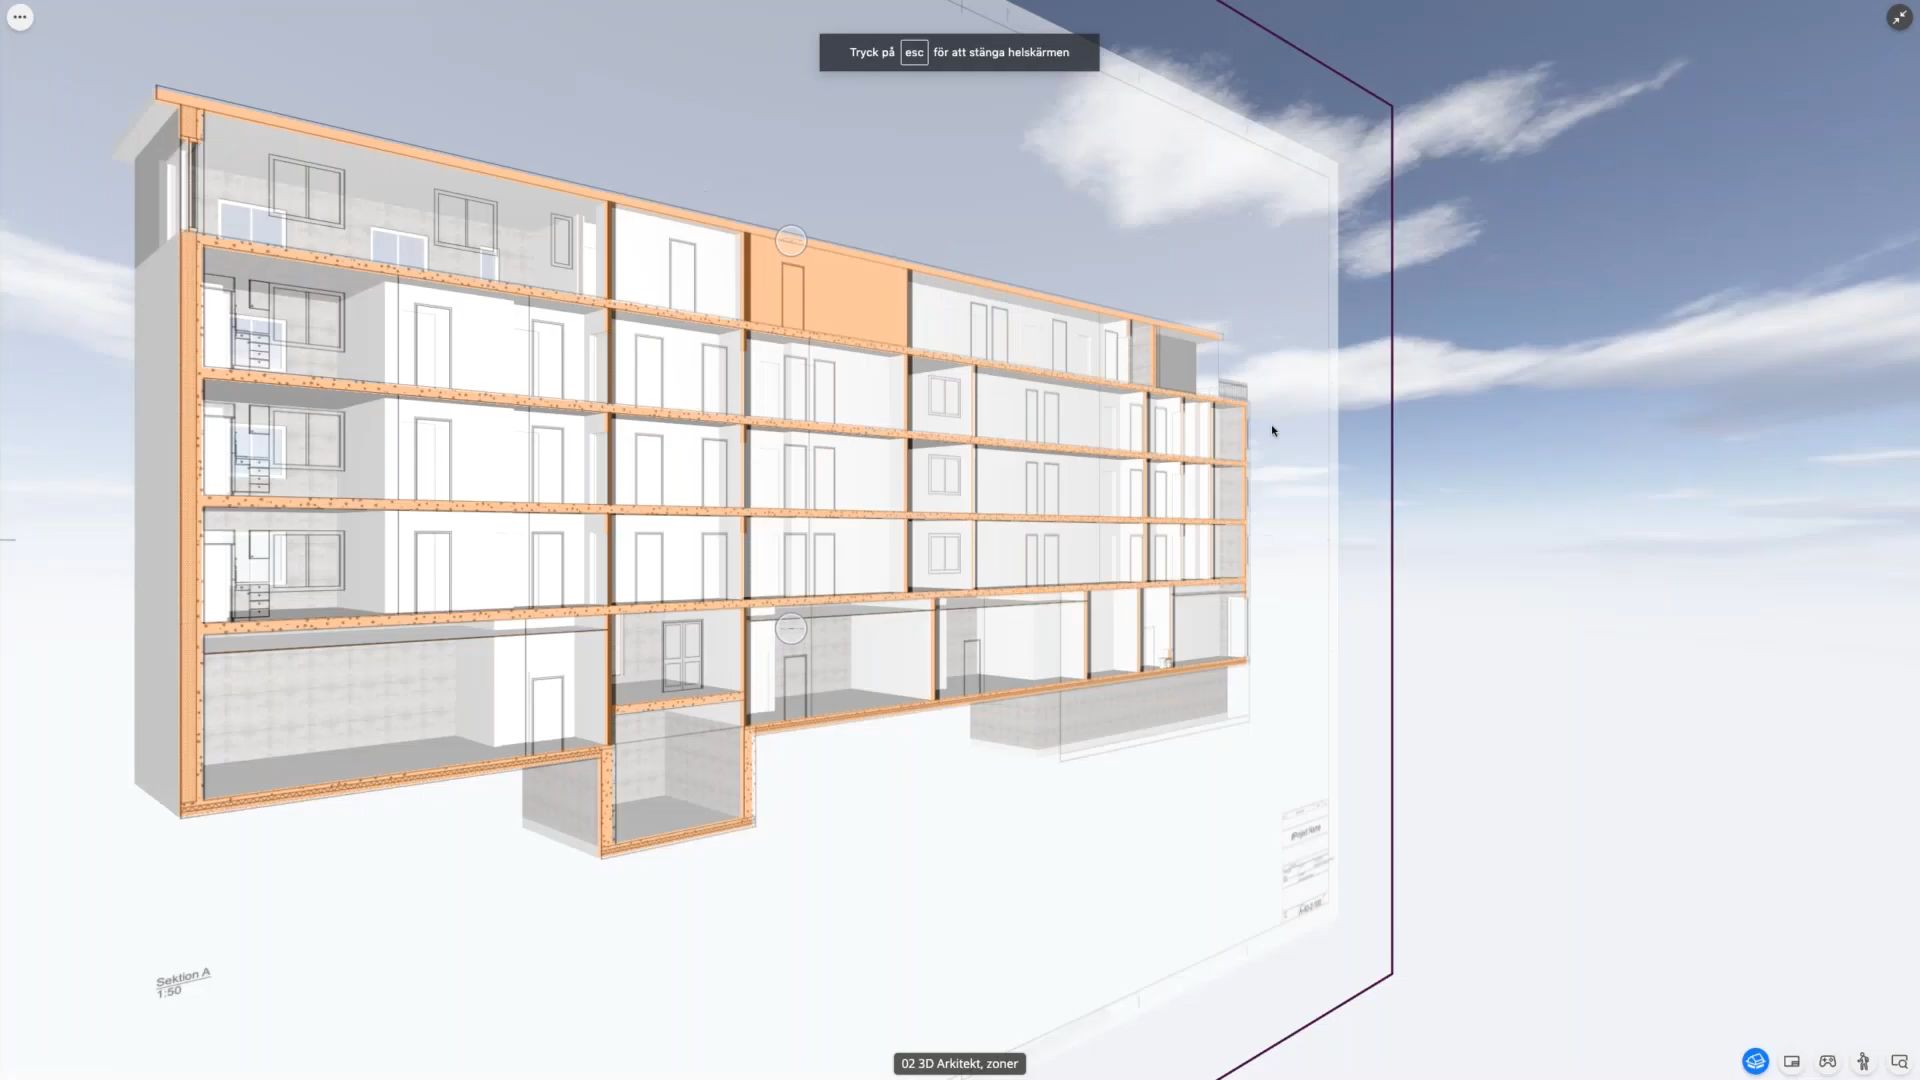 Tryck på esc för att stänga helskärmen
Sektion A
1:50
02 3D Arkitekt, zoner